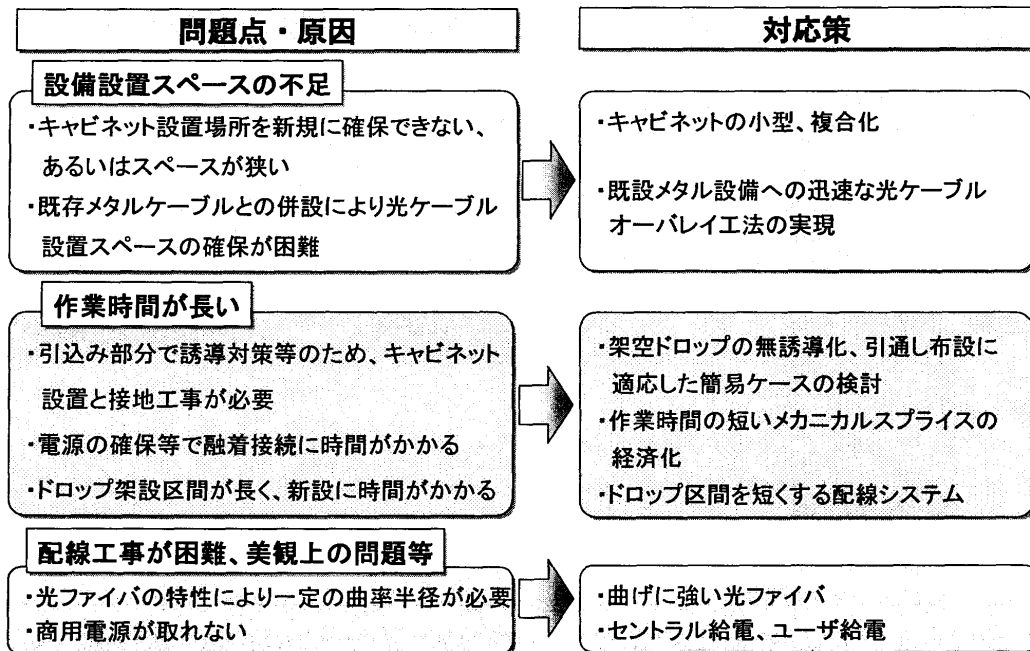 問題点・原因
対応策
設備設置スペースの不足
・キャビネット設置場所を新規に確保できない、
あるいはスペースが狭い
・既存メタルケーブルとの併設により光ケーブル
設置スペースの確保が困難
・キャビネットの小型、複合化
・既設メタル設備への迅速な光ケーブル
オーバレイ工法の実現
作業時間が長い
・引込み部分で誘導対策等のため、キャビネット
設置と接地工事が必要
・電源の確保等で融着接続に時間がかかる
・ドロップ架設区間が長く、新設に時間がかかる
・架空ドロップの無誘導化、引通し布設に
適応した簡易ケースの検討
・作業時間の短いメカニカルスプライスの
経済化
・ドロップ区間を短くする配線システム
配線工事が困難、美観上の問題等
・光ファイバの特性により一定の曲率半径が必要
・商用電源が取れない
・曲げに強い光ファイバ
・セントラル給電、ユーザ給電